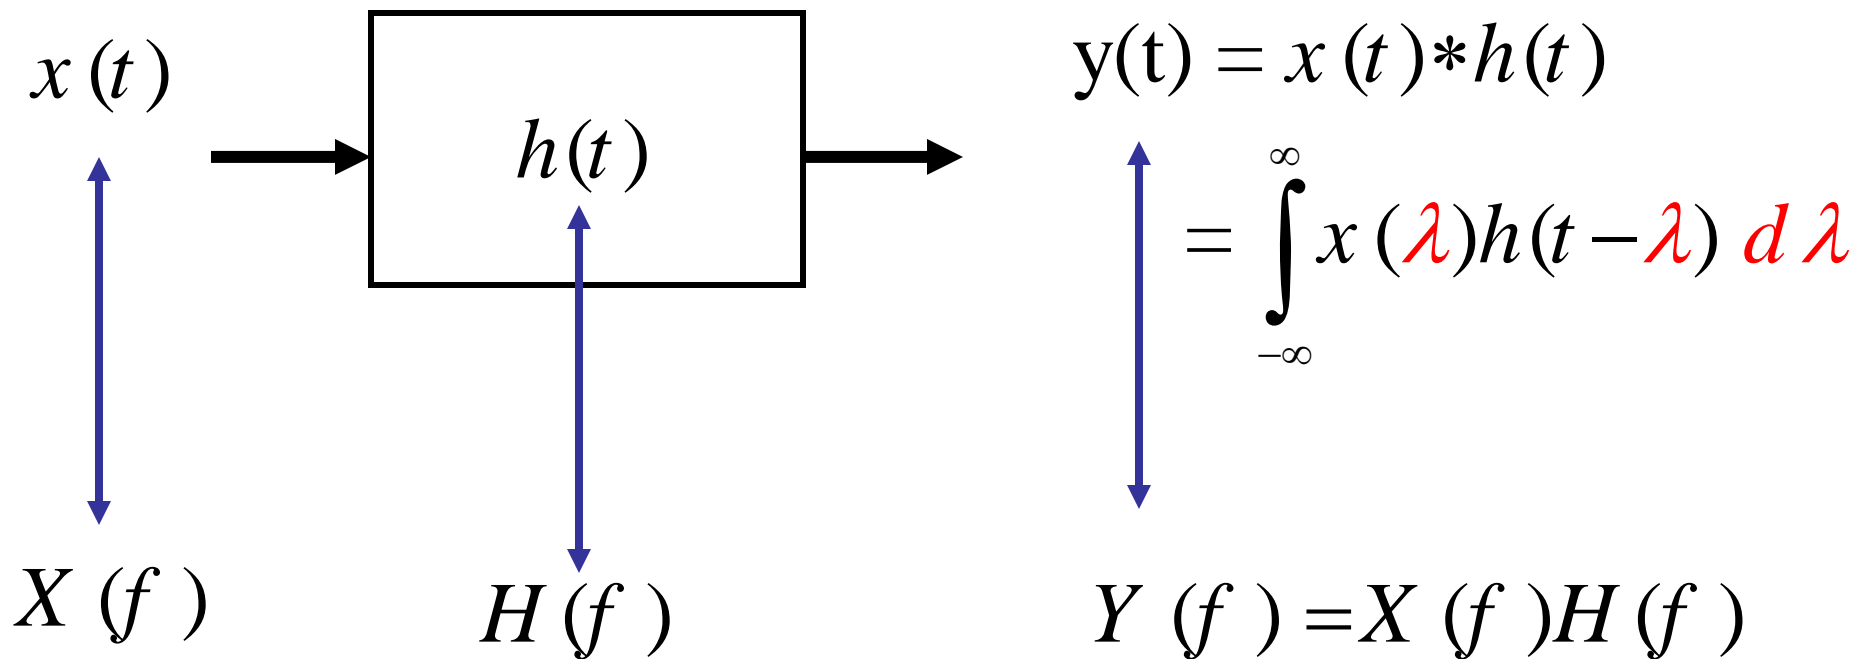 x(t)
h(t)
y(t) = x(t)*h(t)
= ∫_{-∞}^{∞} x(λ)h(t−λ) dλ
X(f)
H(f)
Y(f)=X(f)H(f)